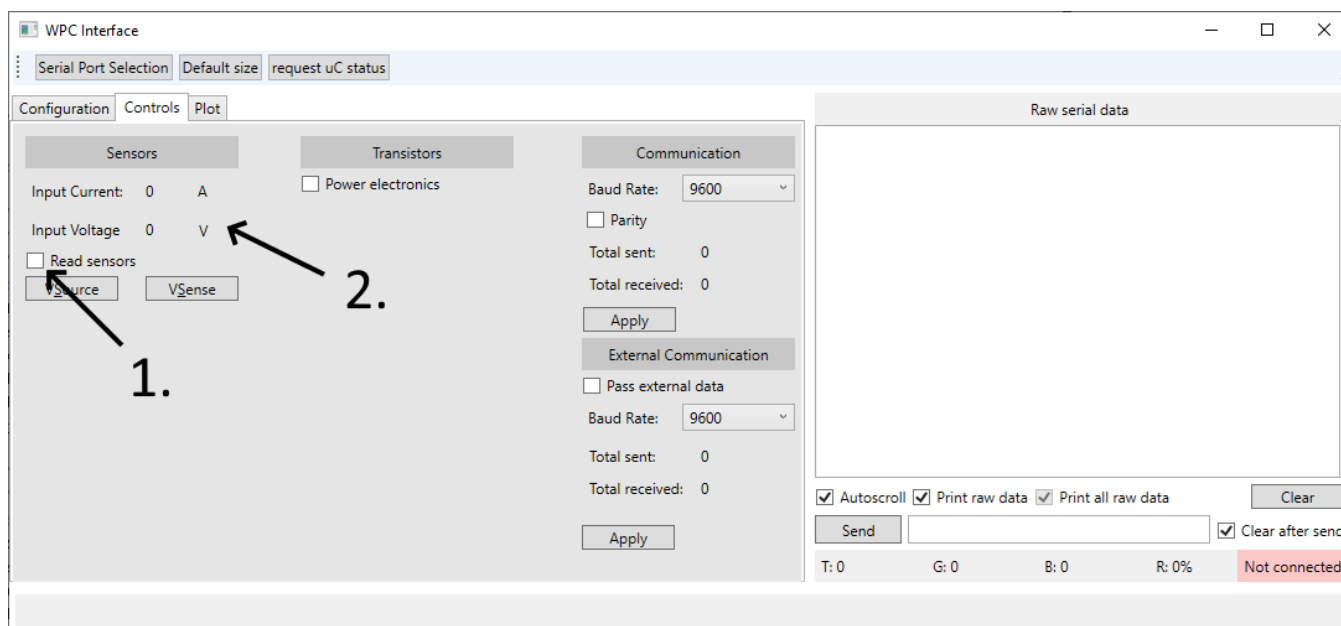 WPC Interface
Serial Port Selection Default size request uC status
Configuration Controls Plot
Sensors
Input Current: 0 A
Input Voltage 0 V
Read sensors
VSource VSense
1.
2.
Transistors
Power electronics
Communication
Baud Rate: 9600
Parity
Total sent: 0
Total received: 0
Apply
External Communication
Pass external data
Baud Rate: 9600
Total sent: 0
Total received: 0
Apply
Raw serial data
Autoscroll Print raw data Print all raw data Clear
Send Clear after send
T: 0 G: 0 B: 0 R: 0% Not connected